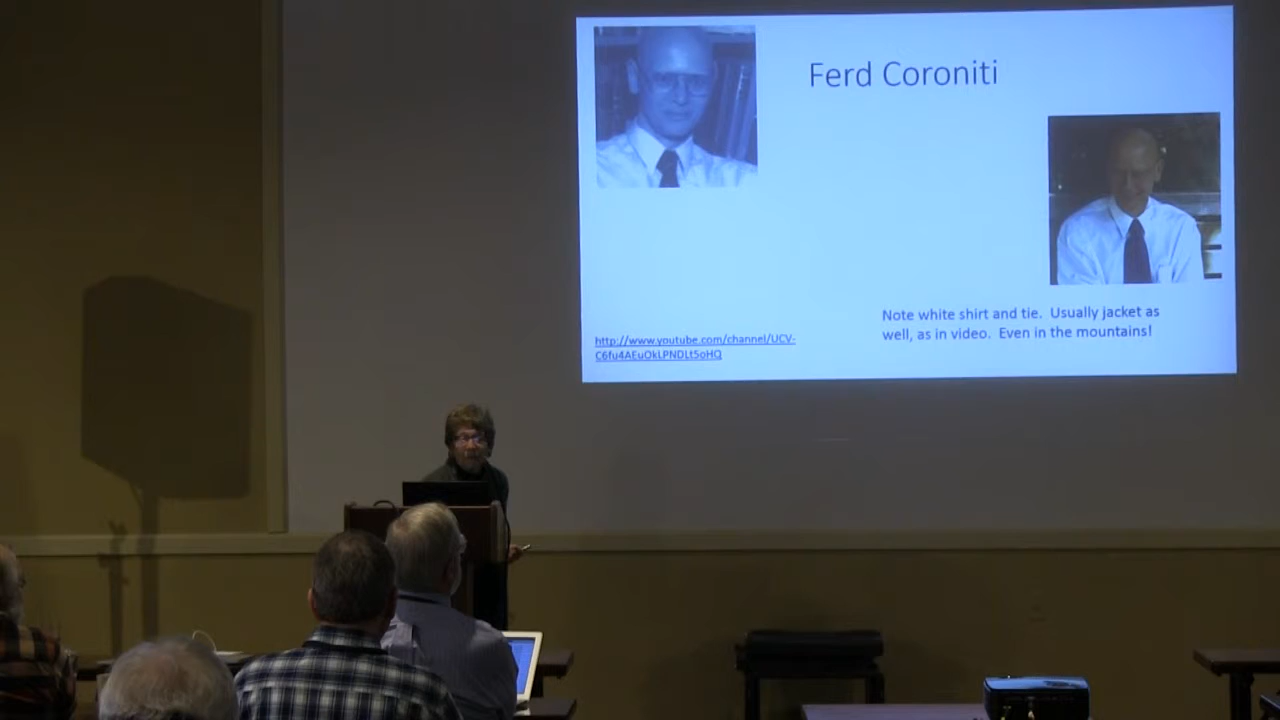 Ferd Coroniti
Note white shirt and tie. Usually jacket as
well, as in video. Even in the mountains!
http://www.youtube.com/channel/UCV-
C6fu4AEuOkLPNDLt5oHQ